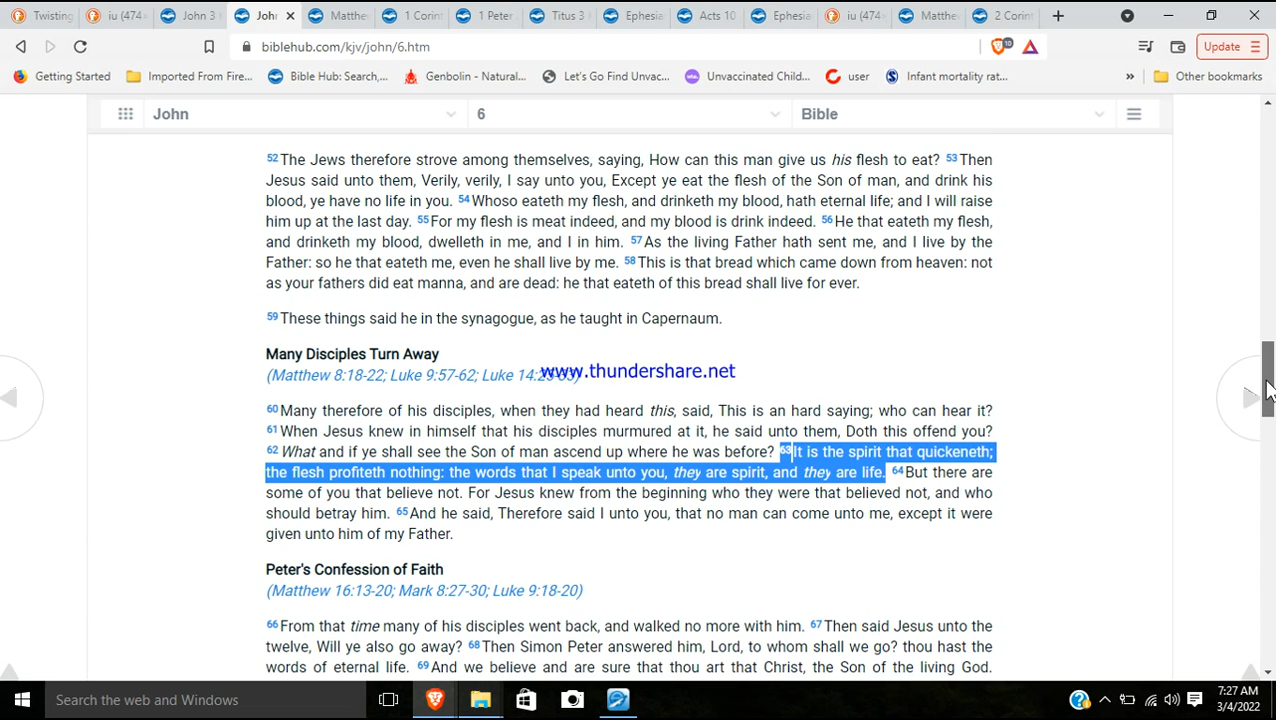 Twisting
iu (474×
John 3
John
Matthe
1 Corin
1 Peter
Titus 3
Ephesia
Acts 10
Ephesia
iu (474×
Matthe
2 Corin
biblehub.com/kjv/john/6.htm
10
Update
Getting Started
Imported From Fire...
Bible Hub: Search,...
Genbolin - Natural...
Let's Go Find Unvac...
Unvaccinated Child...
user
Infant mortality rat...
»
Other bookmarks
John
6
Bible
52 The Jews therefore strove among themselves, saying, How can this man give us his flesh to eat? 53 Then
Jesus said unto them, Verily, verily, I say unto you, Except ye eat the flesh of the Son of man, and drink his
blood, ye have no life in you. 54 Whoso eateth my flesh, and drinketh my blood, hath eternal life; and I will raise
him up at the last day. 55 For my flesh is meat indeed, and my blood is drink indeed. 56 He that eateth my flesh,
and drinketh my blood, dwelleth in me, and I in him. 57 As the living Father hath sent me, and I live by the
Father: so he that eateth me, even he shall live by me. 58 This is that bread which came down from heaven: not
as your fathers did eat manna, and are dead: he that eateth of this bread shall live for ever.
59 These things said he in the synagogue, as he taught in Capernaum.
Many Disciples Turn Away
(Matthew 8:18-22; Luke 9:57-62; Luke
www.thundershare.net
60 Many therefore of his disciples, when they had heard this, said, This is an hard saying; who can hear it?
61 When Jesus knew in himself that his disciples murmured at it, he said unto them, Doth this offend you?
62 What and if ye shall see the Son of man ascend up where he was before? 63 It is the spirit that quickeneth;
the flesh profiteth nothing: the words that I speak unto you, they are spirit, and they are life. 64 But there are
some of you that believe not. For Jesus knew from the beginning who they were that believed not, and who
should betray him. 65 And he said, Therefore said I unto you, that no man can come unto me, except it were
given unto him of my Father.
Peter's Confession of Faith
(Matthew 16:13-20; Mark 8:27-30; Luke 9:18-20)
66 From that time many of his disciples went back, and walked no more with him. 67 Then said Jesus unto the
twelve, Will ye also go away? 68 Then Simon Peter answered him, Lord, to whom shall we go? thou hast the
words of eternal life. 69 And we believe and are sure that thou art that Christ, the Son of the living God.
Search the web and Windows
7:27 AM
3/4/2022